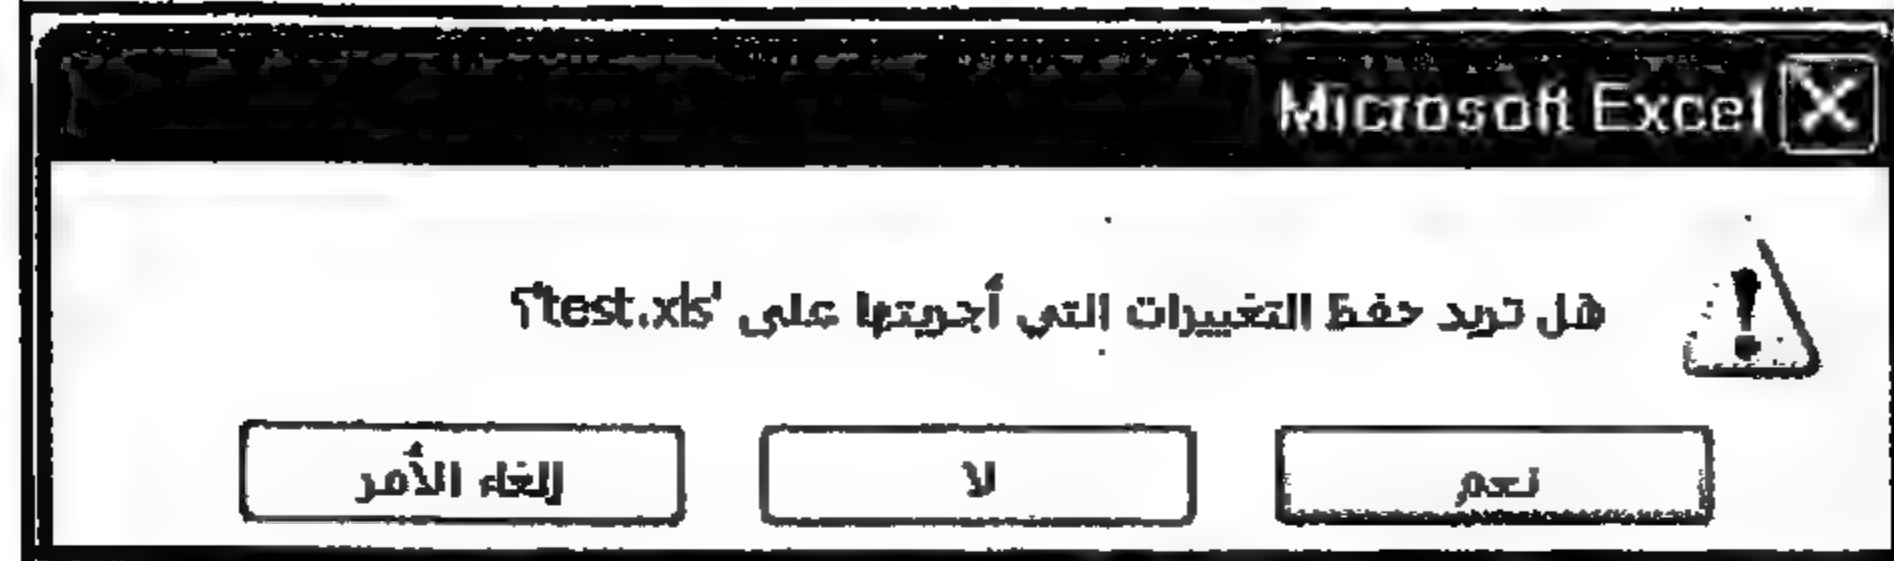 Microsoft Excel
هل تريد حفظ التغييرات التي أجريتها على 'test.xls'؟
نعم
لا
إلغاء الأمر